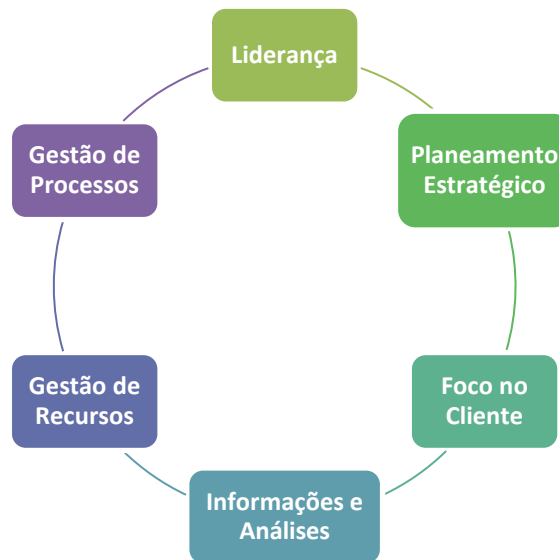 Liderança
Planeamento
Estratégico
Foco no
Cliente
Informações e
Análises
Gestão de
Recursos
Gestão de
Processos